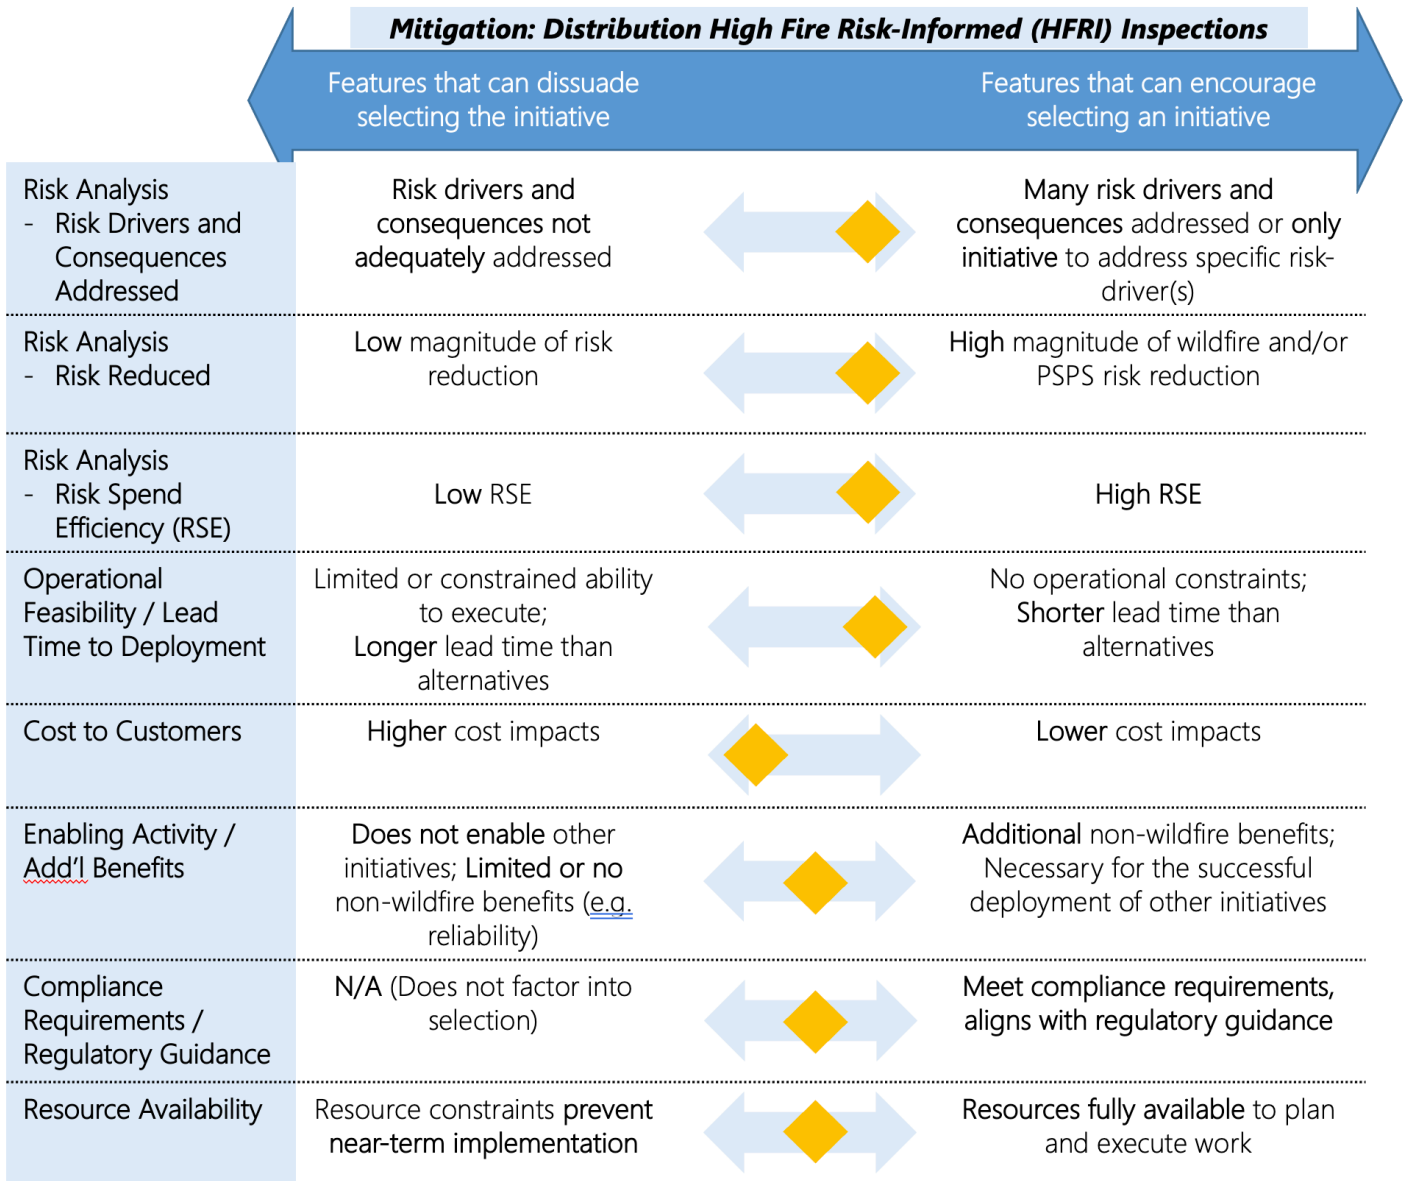 Mitigation: Distribution High Fire Risk-Informed (HFRI) Inspections
Features that can dissuade
selecting the initiative
Features that can encourage
selecting an initiative
Risk Analysis
- Risk Drivers and
Consequences
Addressed
Risk drivers and
consequences not
adequately addressed
Many risk drivers and
consequences addressed or only
initiative to address specific risk-
driver(s)
Risk Analysis
- Risk Reduced
Low magnitude of risk
reduction
High magnitude of wildfire and/or
PSPS risk reduction
Risk Analysis
- Risk Spend
Efficiency (RSE)
Low RSE
High RSE
Operational
Feasibility / Lead
Time to Deployment
Limited or constrained ability
to execute;
Longer lead time than
alternatives
No operational constraints;
Shorter lead time than
alternatives
Cost to Customers
Higher cost impacts
Lower cost impacts
Enabling Activity /
Add'l Benefits
Does not enable other
initiatives; Limited or no
non-wildfire benefits (e.g.
reliability)
Additional non-wildfire benefits;
Necessary for the successful
deployment of other initiatives
Compliance
Requirements /
Regulatory Guidance
N/A (Does not factor into
selection)
Meet compliance requirements,
aligns with regulatory guidance
Resource Availability
Resource constraints prevent
near-term implementation
Resources fully available to plan
and execute work